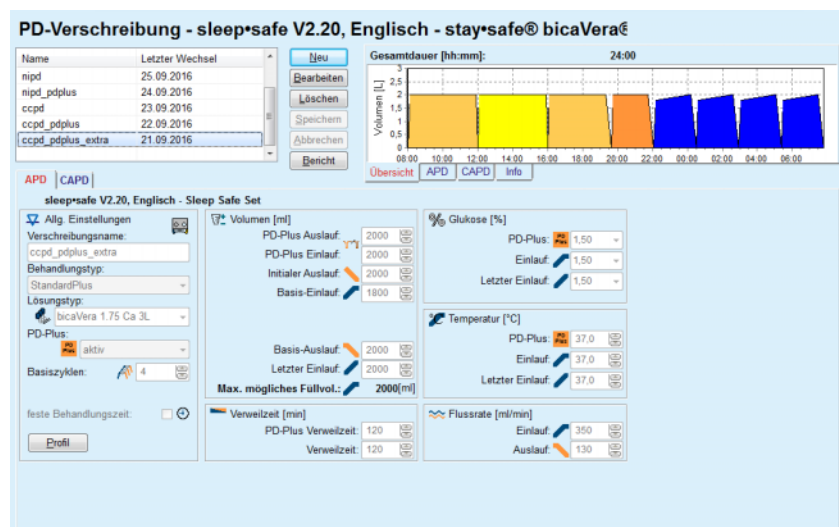 PD-Verschreibung - sleep•safe V2.20, Englisch - stay•safe® bicaVera®
Name Letzter Wechsel
nipd 25.09.2016
nipd_pdplus 24.09.2016
ccpd 23.09.2016
ccpd_pdplus 22.09.2016
ccpd_pdplus_extra 21.09.2016
Neu
Bearbeiten
Löschen
Speichern
Abbrechen
Bericht
Gesamtdauer [hh:mm]: 24:00
Volumen [L]
3
2,5
2
1,5
1
0,5
0
08:00 10:00 12:00 14:00 16:00 18:00 20:00 22:00 00:00 02:00 04:00 06:00
Übersicht APD CAPD Info
APD CAPD
sleep•safe V2.20, Englisch - Sleep Safe Set
Allg. Einstellungen
Verschreibungsname:
ccpd_pdplus_extra
Behandlungstyp:
StandardPlus
Lösungstyp:
bicaVera 1.75 Ca 3L
PD-Plus:
PD Plus aktiv
Basiszyklen: 4
feste Behandlungszeit:
Profil
Volumen [ml]
PD-Plus Auslauf: 2000
PD-Plus Einlauf: 2000
Initialer Auslauf: 2000
Basis-Einlauf: 1800
Basis-Auslauf: 2000
Letzter Einlauf: 2000
Max. mögliches Füllvol.: 2000[ml]
Verweilzeit [min]
PD-Plus Verweilzeit: 120
Verweilzeit: 120
Glukose [%]
PD-Plus: PD Plus 1,50
Einlauf: 1,50
Letzter Einlauf: 1,50
Temperatur [°C]
PD-Plus: PD Plus 37,0
Einlauf: 37,0
Letzter Einlauf: 37,0
Flussrate [ml/min]
Einlauf: 350
Auslauf: 130